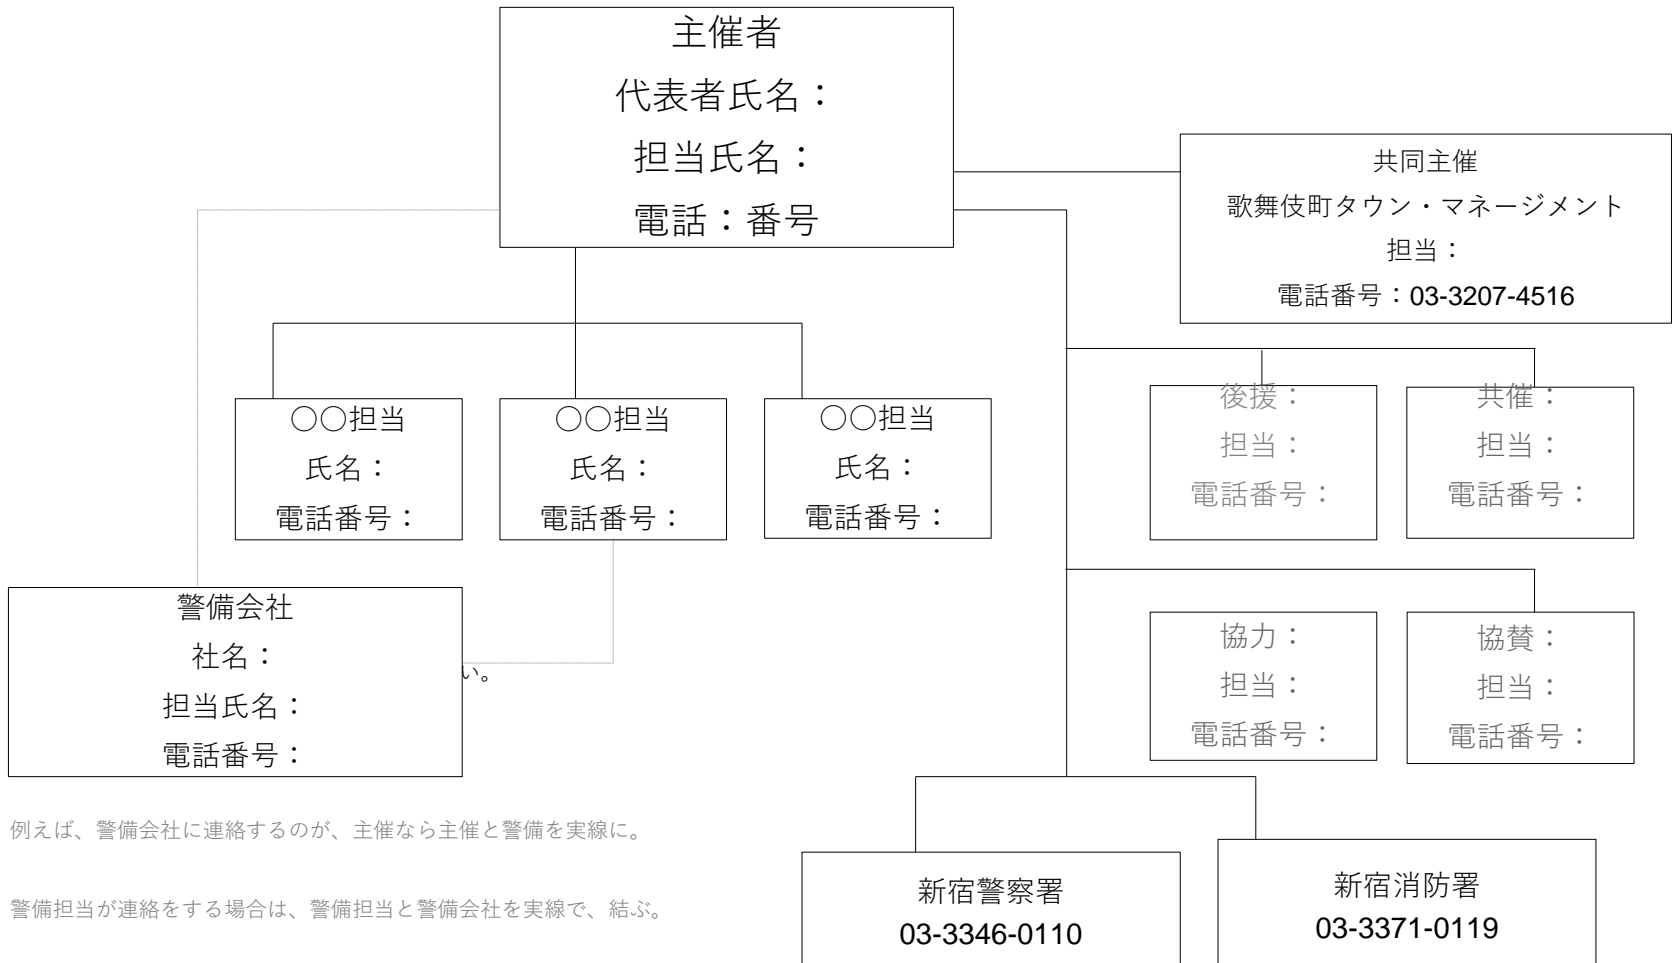 主催者
代表者氏名：
担当氏名：
電話：番号
共同主催
歌舞伎町タウン・マネージメント
担当：
電話番号：03-3207-4516
○○担当
氏名：
電話番号：
○○担当
氏名：
電話番号：
○○担当
氏名：
電話番号：
後援：
担当：
電話番号：
共催：
担当：
電話番号：
警備会社
社名：
担当氏名：
電話番号：
い。
協力：
担当：
電話番号：
協賛：
担当：
電話番号：
例えば、警備会社に連絡するのが、主催なら主催と警備を実線に。
警備担当が連絡をする場合は、警備担当と警備会社を実線で、結ぶ。
新宿警察署
03-3346-0110
新宿消防署
03-3371-0119